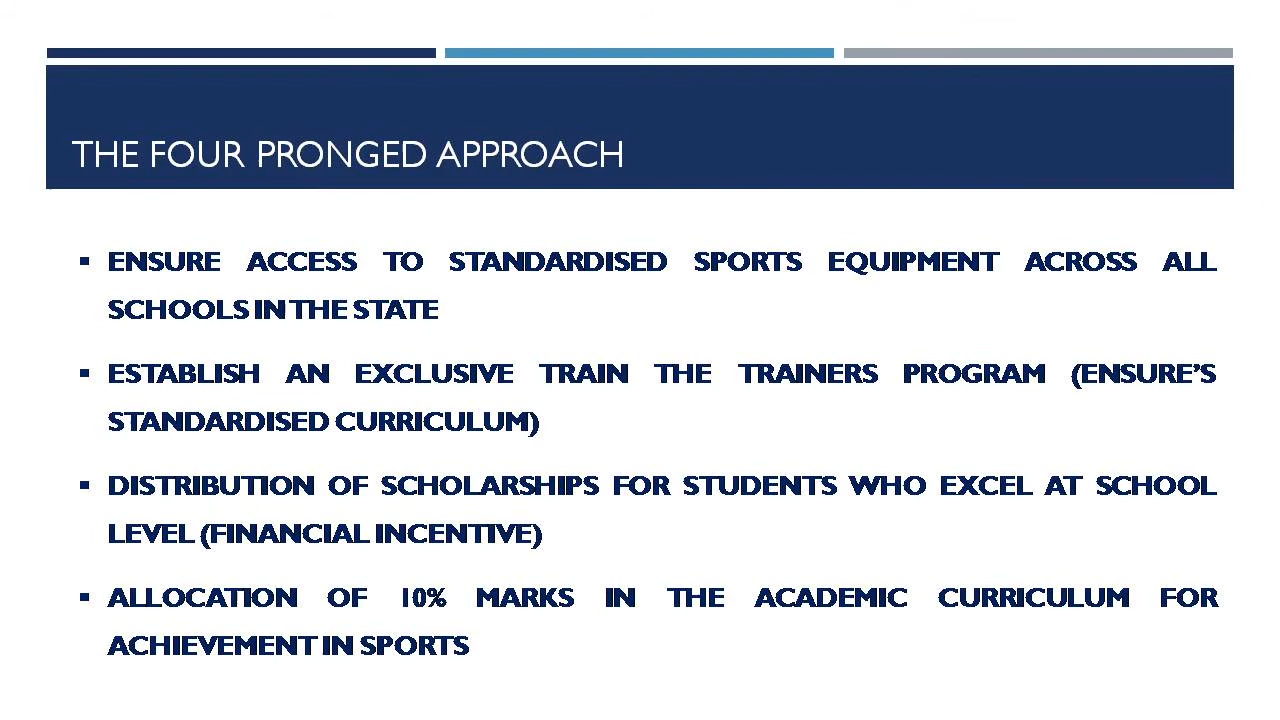 THE FOUR PRONGED APPROACH
▪ ENSURE ACCESS TO STANDARDISED SPORTS EQUIPMENT ACROSS ALL
SCHOOLS IN THE STATE
▪ ESTABLISH AN EXCLUSIVE TRAIN THE TRAINERS PROGRAM (ENSURE’S
STANDARDISED CURRICULUM)
▪ DISTRIBUTION OF SCHOLARSHIPS FOR STUDENTS WHO EXCEL AT SCHOOL
LEVEL (FINANCIAL INCENTIVE)
▪ ALLOCATION OF 10% MARKS IN THE ACADEMIC CURRICULUM FOR
ACHIEVEMENT IN SPORTS